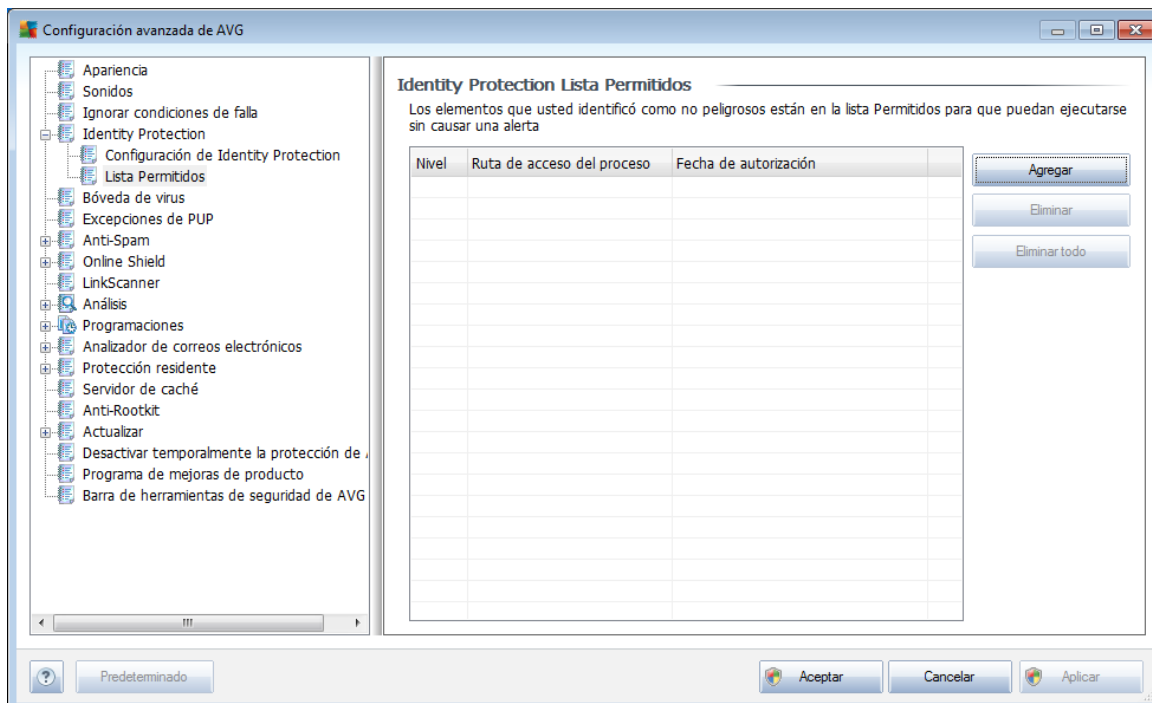 Configuración avanzada de AVG
Apariencia
Sonidos
Ignorar condiciones de falla
Identity Protection
Configuración de Identity Protection
Lista Permitidos
Bóveda de virus
Excepciones de PUP
Anti-Spam
Online Shield
LinkScanner
Análisis
Programaciones
Analizador de correos electrónicos
Protección residente
Servidor de caché
Anti-Rootkit
Actualizar
Desactivar temporalmente la protección de
Programa de mejoras de producto
Barra de herramientas de seguridad de AVG
Identity Protection Lista Permitidos
Los elementos que usted identificó como no peligrosos están en la lista Permitidos para que puedan ejecutarse
sin causar una alerta
Nivel Ruta de acceso del proceso Fecha de autorización
Agregar
Eliminar
Eliminar todo
? Predeterminado Aceptar Cancelar Aplicar